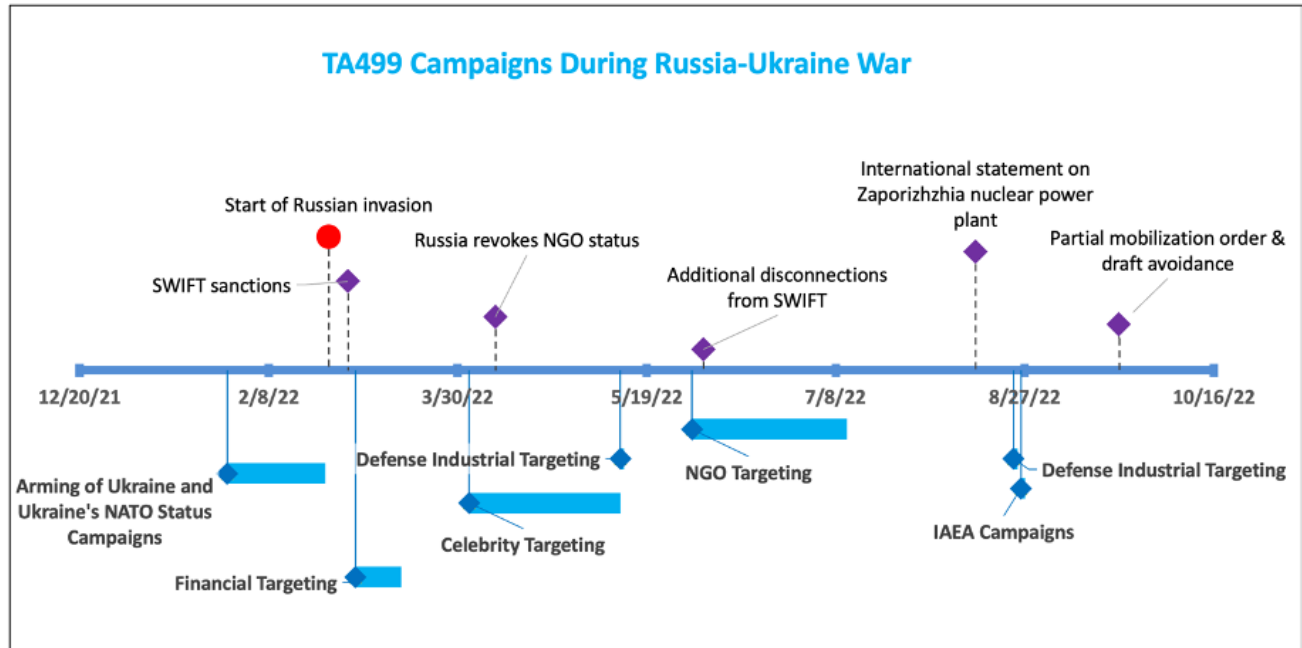 TA499 Campaigns During Russia-Ukraine War
International statement on
Zaporizhzhia nuclear power
plant
Start of Russian invasion
Russia revokes NGO status
Partial mobilization order &
draft avoidance
SWIFT sanctions
Additional disconnections
from SWIFT
12/20/21
2/8/22
3/30/22
5/19/22
7/8/22
8/27/22
10/16/22
Defense Industrial Targeting
NGO Targeting
Defense Industrial Targeting
Arming of Ukraine and
Ukraine's NATO Status
Campaigns
Celebrity Targeting
IAEA Campaigns
Financial Targeting